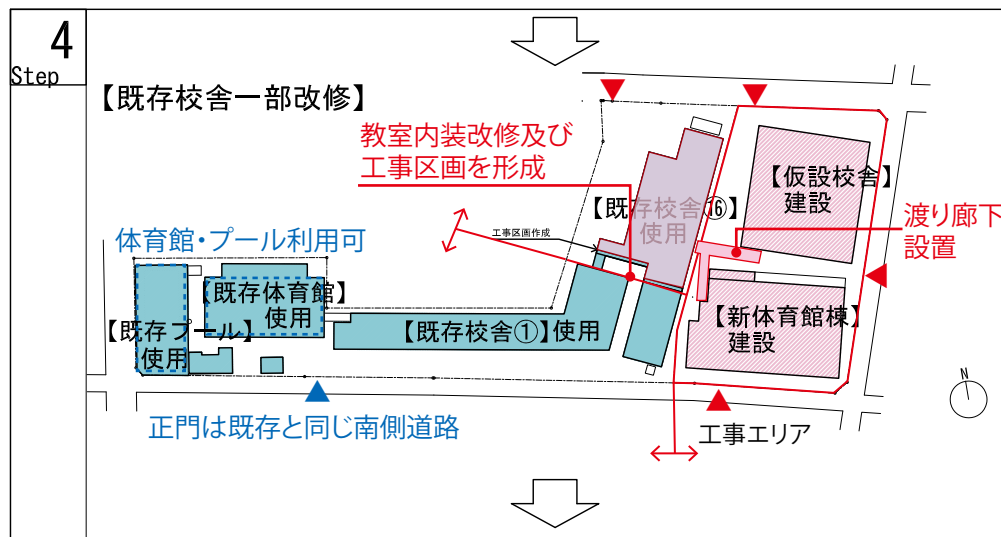 4
Step
【既存校舎一部改修】
教室内装改修及び
工事区画を形成
【仮設校舎】
建設
【既存校舎⑯】
使用
渡り廊下
設置
工事区画作成
体育館・プール利用可
【既存体育館】
使用
【既存プール】
使用
【既存校舎①】使用
【新体育館棟】
建設
N
正門は既存と同じ南側道路
工事エリア